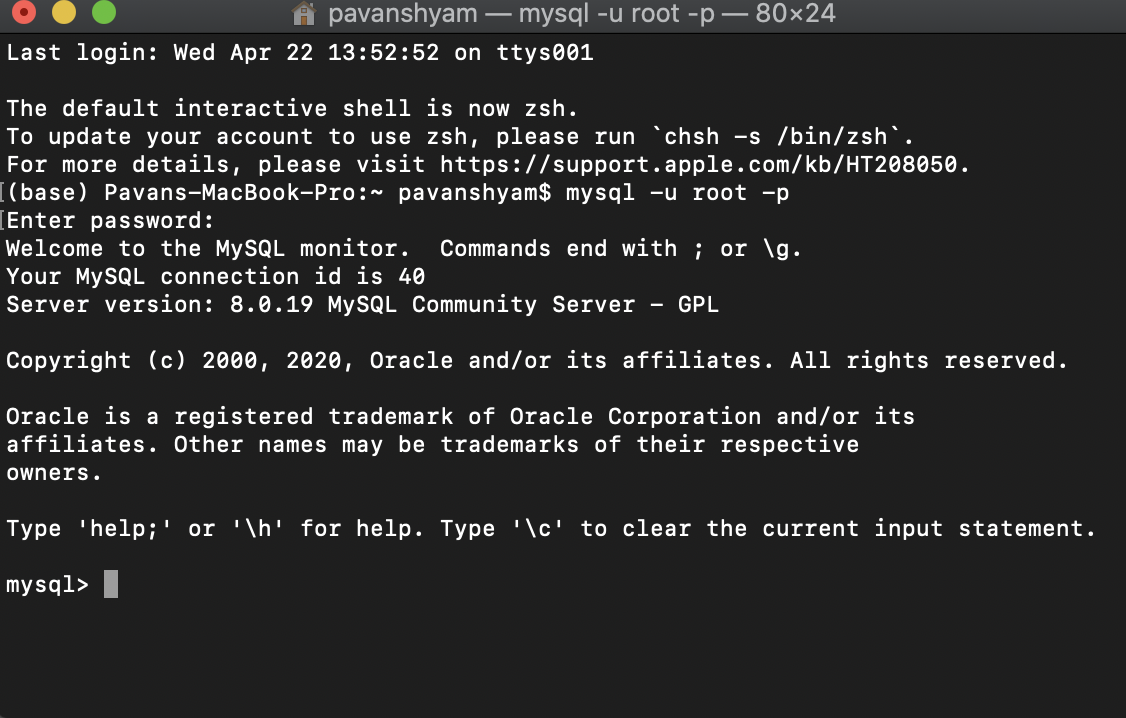 pavanshyam — mysql -u root -p — 80×24
Last login: Wed Apr 22 13:52:52 on ttys001
The default interactive shell is now zsh.
To update your account to use zsh, please run `chsh -s /bin/zsh`.
For more details, please visit https://support.apple.com/kb/HT208050.
[(base) Pavans-MacBook-Pro:~ pavanshyam$ mysql -u root -p
[Enter password:
Welcome to the MySQL monitor.  Commands end with ; or \g.
Your MySQL connection id is 40
Server version: 8.0.19 MySQL Community Server - GPL
Copyright (c) 2000, 2020, Oracle and/or its affiliates. All rights reserved.
Oracle is a registered trademark of Oracle Corporation and/or its
affiliates. Other names may be trademarks of their respective
owners.
Type 'help;' or '\h' for help. Type '\c' to clear the current input statement.
mysql>